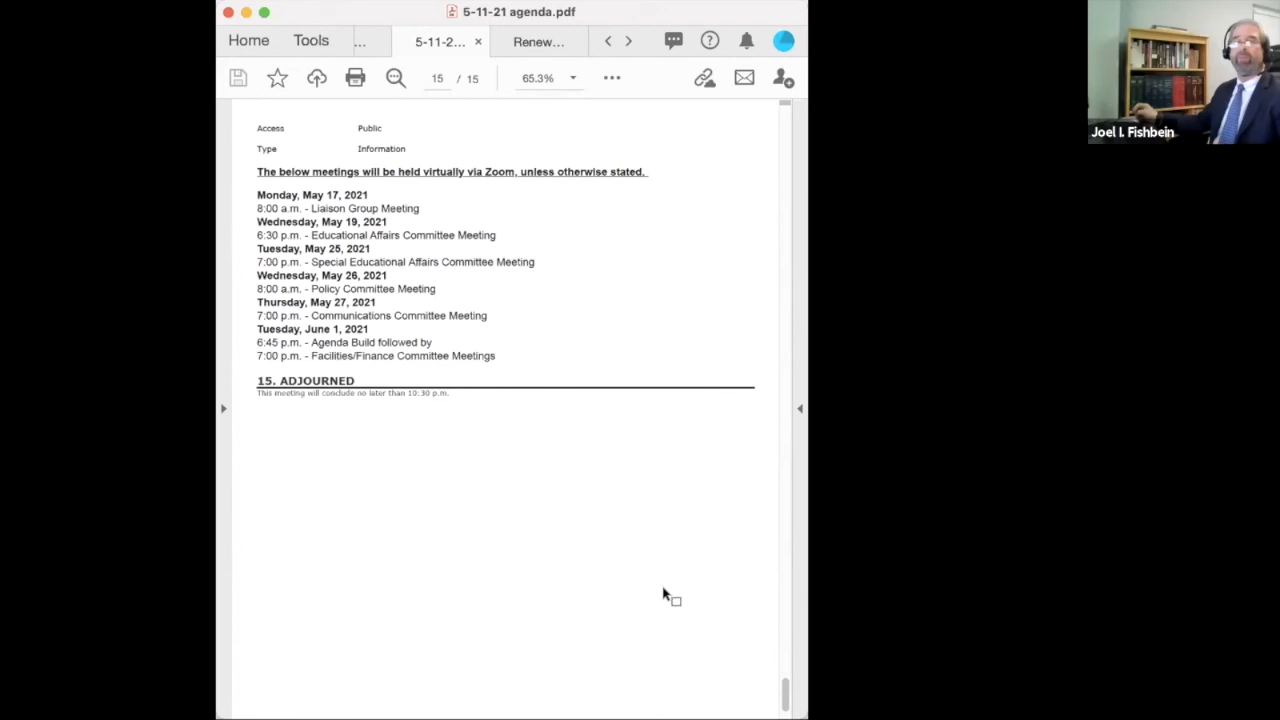 5-11-21 agenda.pdf
Home Tools ... 5-11-2... × Renew...
15 / 15 65.3%
Access Public
Type Information
The below meetings will be held virtually via Zoom, unless otherwise stated.
Monday, May 17, 2021
8:00 a.m. - Liaison Group Meeting
Wednesday, May 19, 2021
6:30 p.m. - Educational Affairs Committee Meeting
Tuesday, May 25, 2021
7:00 p.m. - Special Educational Affairs Committee Meeting
Wednesday, May 26, 2021
8:00 a.m. - Policy Committee Meeting
Thursday, May 27, 2021
7:00 p.m. - Communications Committee Meeting
Tuesday, June 1, 2021
6:45 p.m. - Agenda Build followed by
7:00 p.m. - Facilities/Finance Committee Meetings
15. ADJOURNED
This meeting will conclude no later than 10:30 p.m.
Joel I. Fishbein